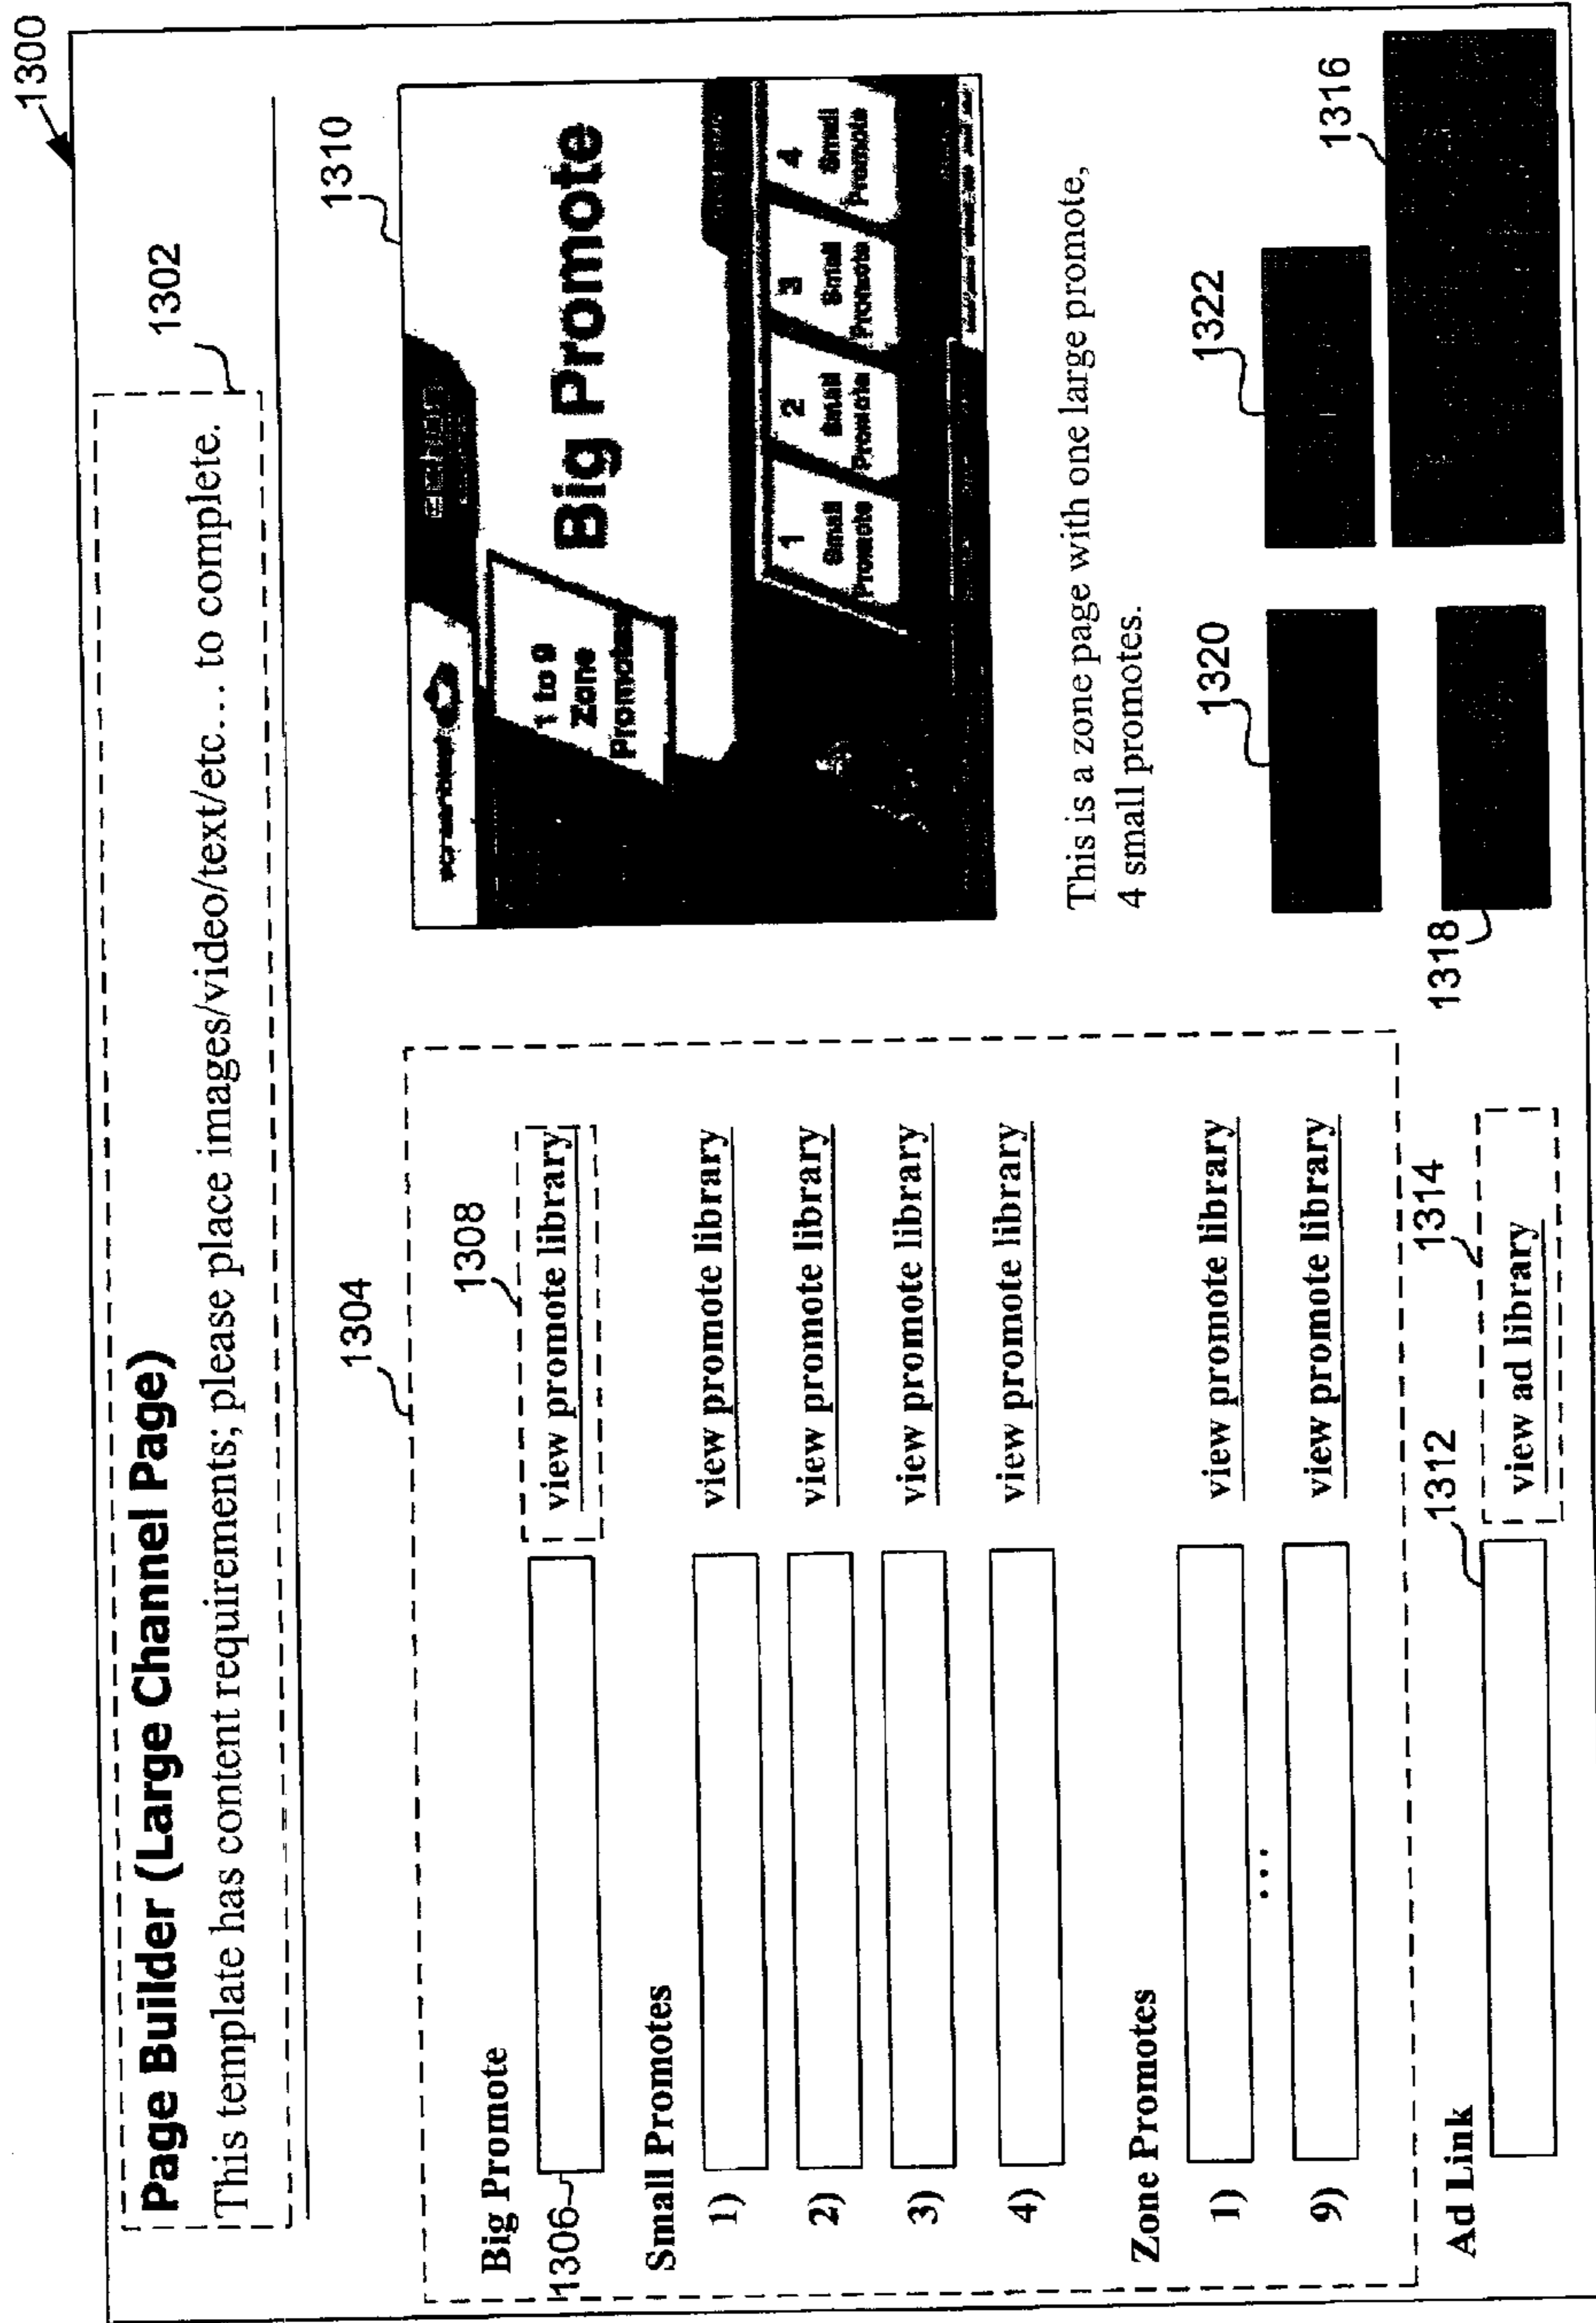 1300
1302
Page Builder (Large Channel Page)
This template has content requirements; please place images/video/text/etc... to complete.
1304
1310
Big Promote
1306
1308
view promote library
Small Promotes
1) view promote library
2) view promote library
3) view promote library
4) view promote library
Zone Promotes
1) view promote library
...
9) view promote library
Ad Link
1312
1314
view ad library
1 to 9
Zone
Promotes
Big Promote
1
Small
Promote
2
Small
Promote
3
Small
Promote
4
Small
Promote
This is a zone page with one large promote,
4 small promotes.
1320
1322
1318
1316